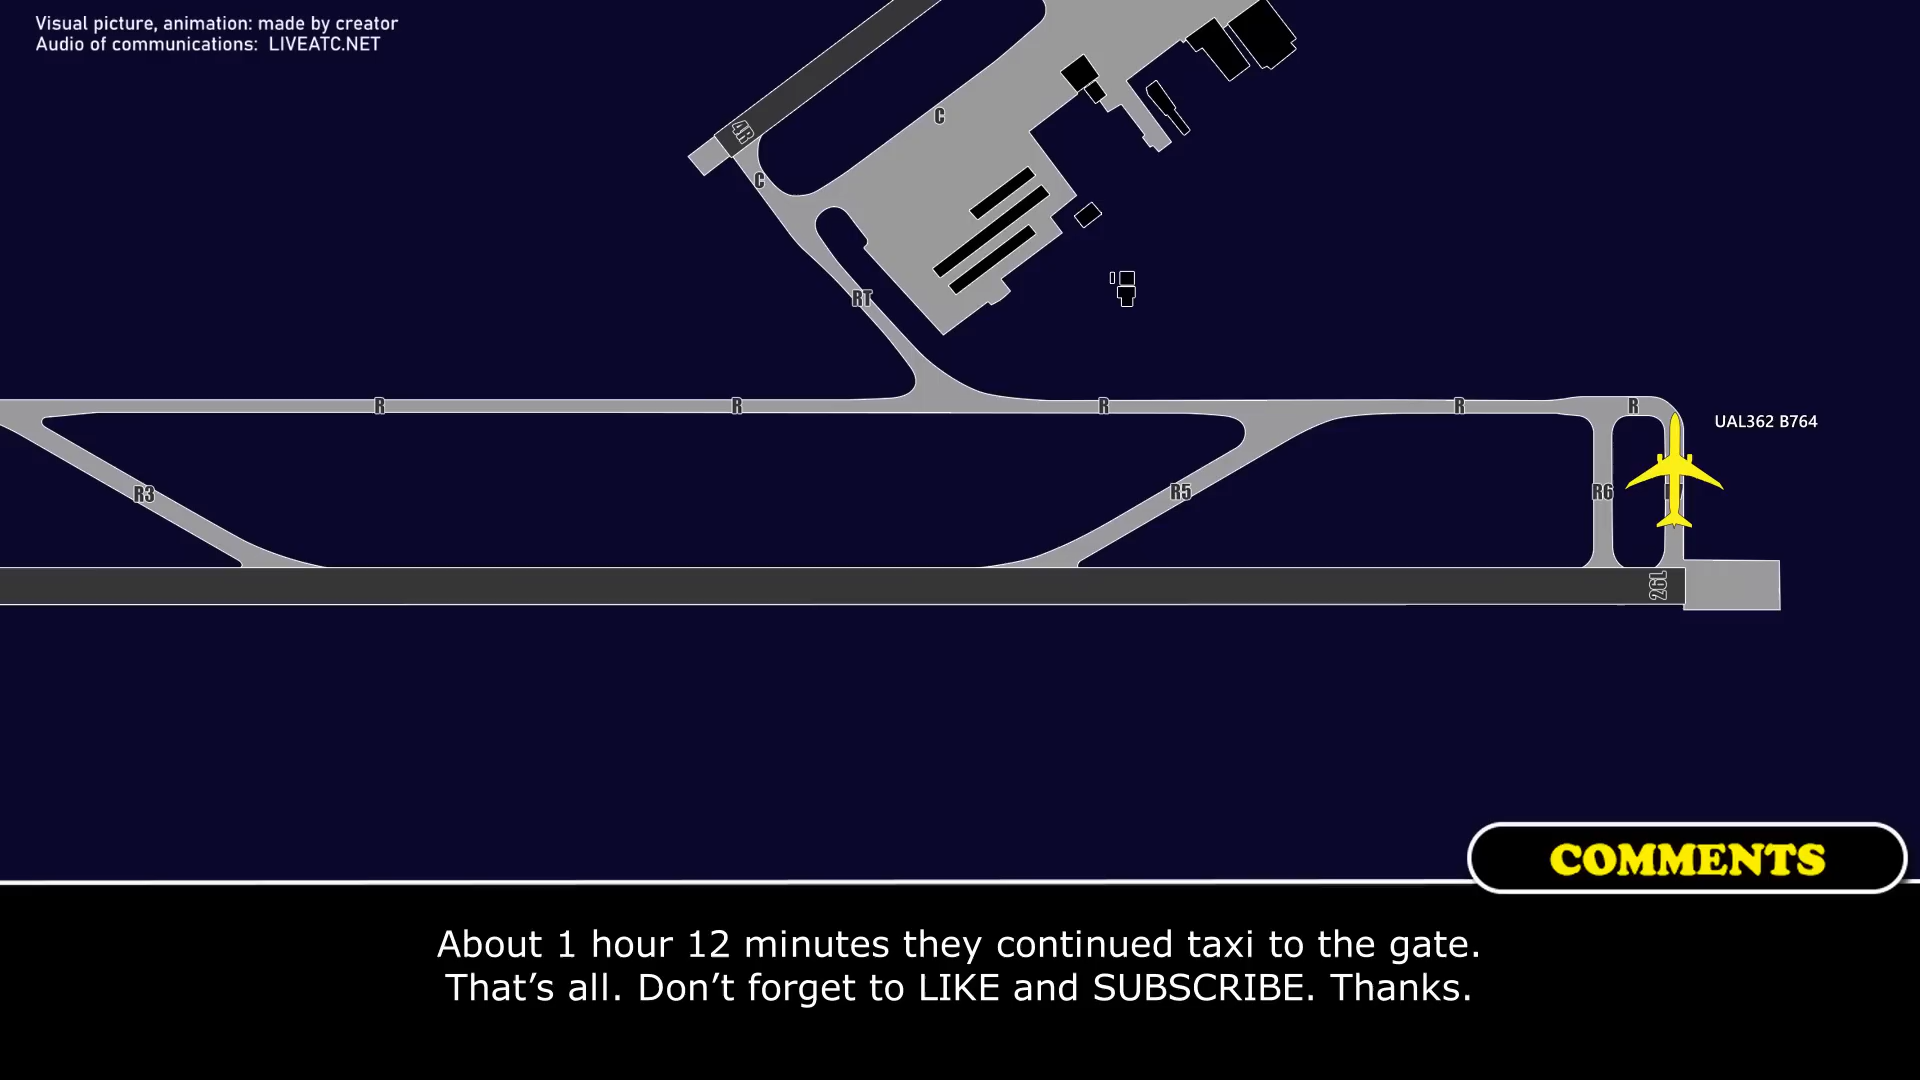 Visual picture, animation: made by creator
Audio of communications: LIVEATC.NET
4R
C
C
RT
R
R
R
R
R
UAL362 B764
R3
R5
R6
26L
COMMENTS
About 1 hour 12 minutes they continued taxi to the gate.
That’s all. Don’t forget to LIKE and SUBSCRIBE. Thanks.